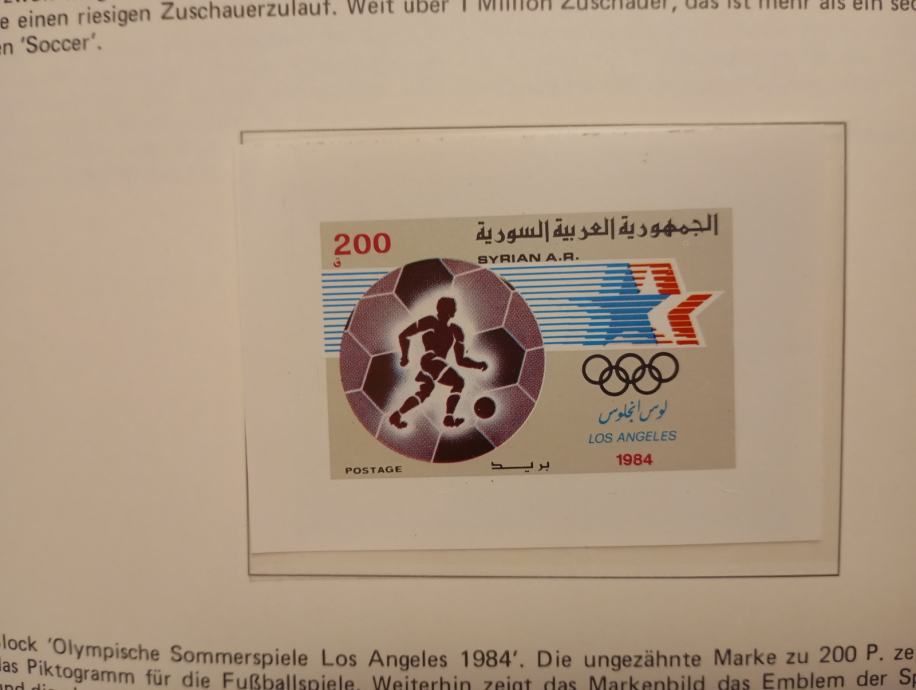 e einen riesigen Zuschauerzulauf. Weit über 1 Million Zuschauer, das ist mehr als ein
en 'Soccer'.
200
ق
الجمهورية العربية السورية
SYRIAN A.R.
لوس انجلوس
LOS ANGELES
1984
POSTAGE
بريد
lock 'Olympische Sommerspiele Los Angeles 1984'. Die ungezähnte Marke zu 200 P. ze
as Piktogramm für die Fußballspiele. Weiterhin zeigt das Markenbild das Emblem der Sp